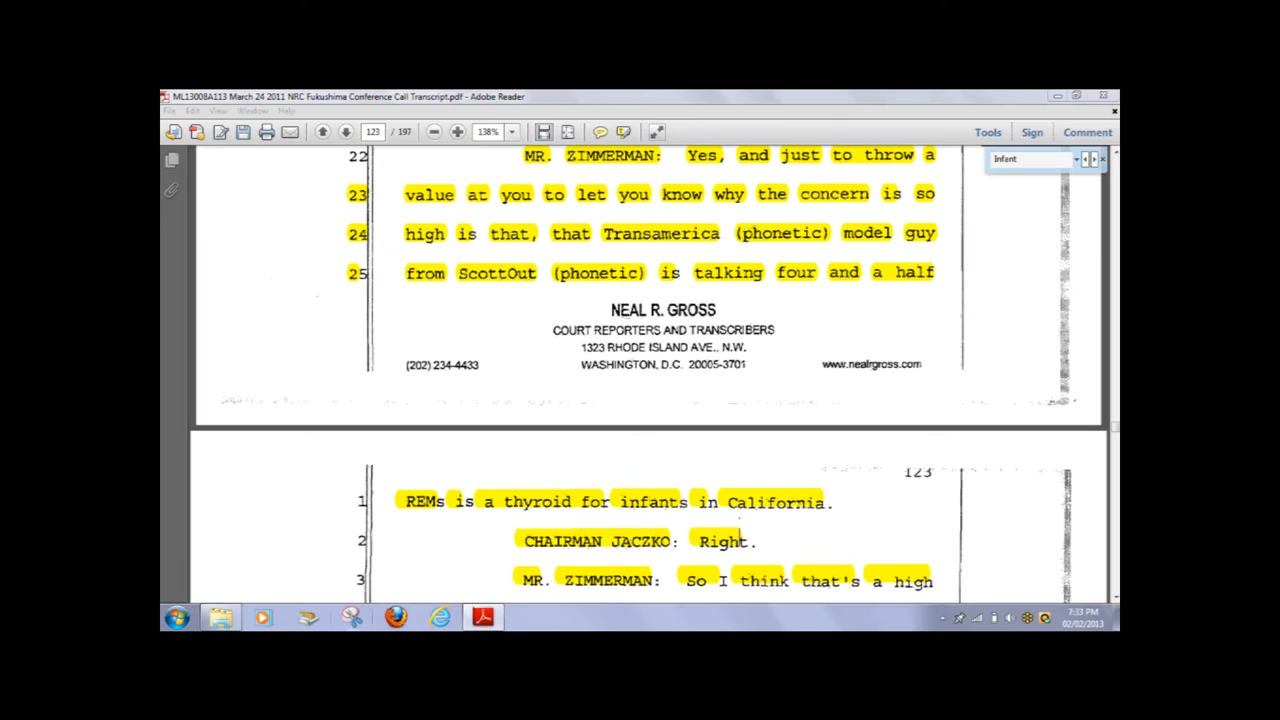 ML13008A113 March 24 2011 NRC Fukushima Conference Call Transcript.pdf - Adobe Reader
File Edit View Window Help
123 / 197 138% Tools Sign Comment
Infant
22 MR. ZIMMERMAN: Yes, and just to throw a
23 value at you to let you know why the concern is so
24 high is that, that Transamerica (phonetic) model guy
25 from ScottOut (phonetic) is talking four and a half
NEAL R. GROSS
COURT REPORTERS AND TRANSCRIBERS
1323 RHODE ISLAND AVE., N.W.
(202) 234-4433 WASHINGTON, D.C. 20005-3701 www.nealrgross.com
123
1 REMs is a thyroid for infants in California.
2 CHAIRMAN JACZKO: Right.
3 MR. ZIMMERMAN: So I think that's a high
7:33 PM
02/02/2013